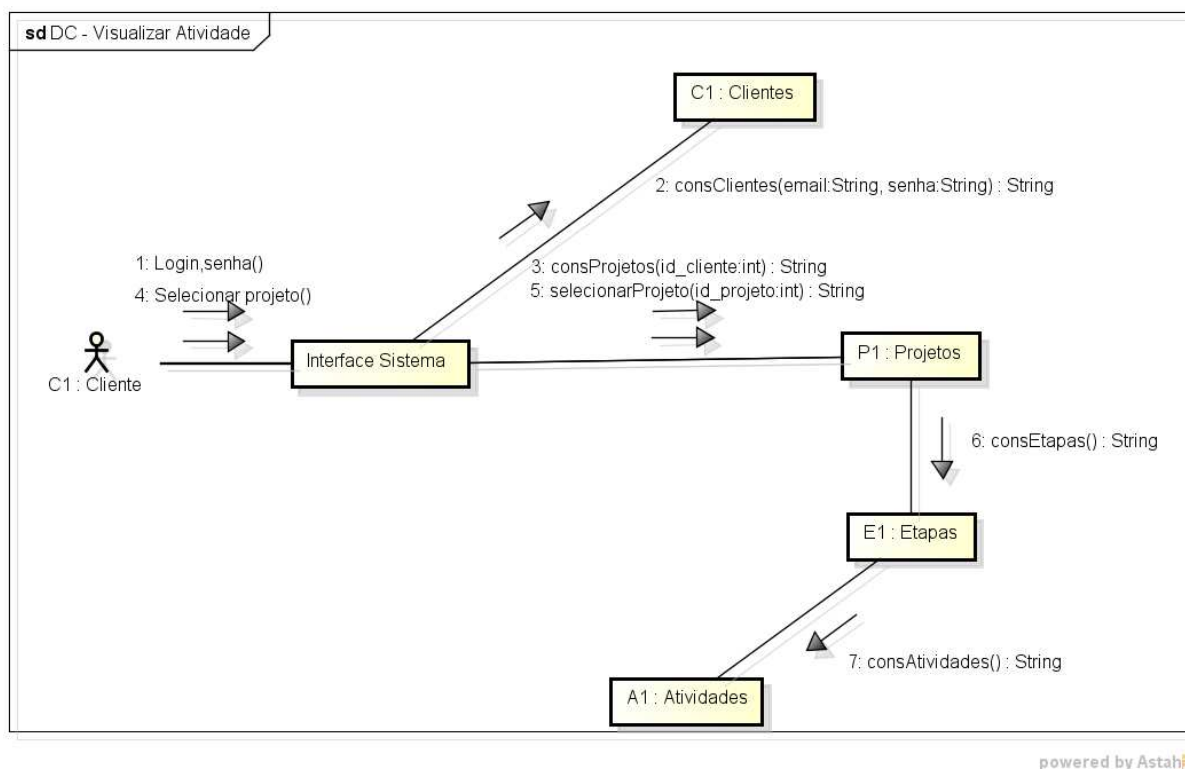 sd DC - Visualizar Atividade
C1 : Clientes
2: consClientes(email:String, senha:String) : String
1: Login,senha()
4: Selecionar projeto()
3: consProjetos(id_cliente:int) : String
5: selecionarProjeto(id_projeto:int) : String
C1 : Cliente
Interface Sistema
P1 : Projetos
6: consEtapas() : String
E1 : Etapas
7: consAtividades() : String
A1 : Atividades
powered by Astah